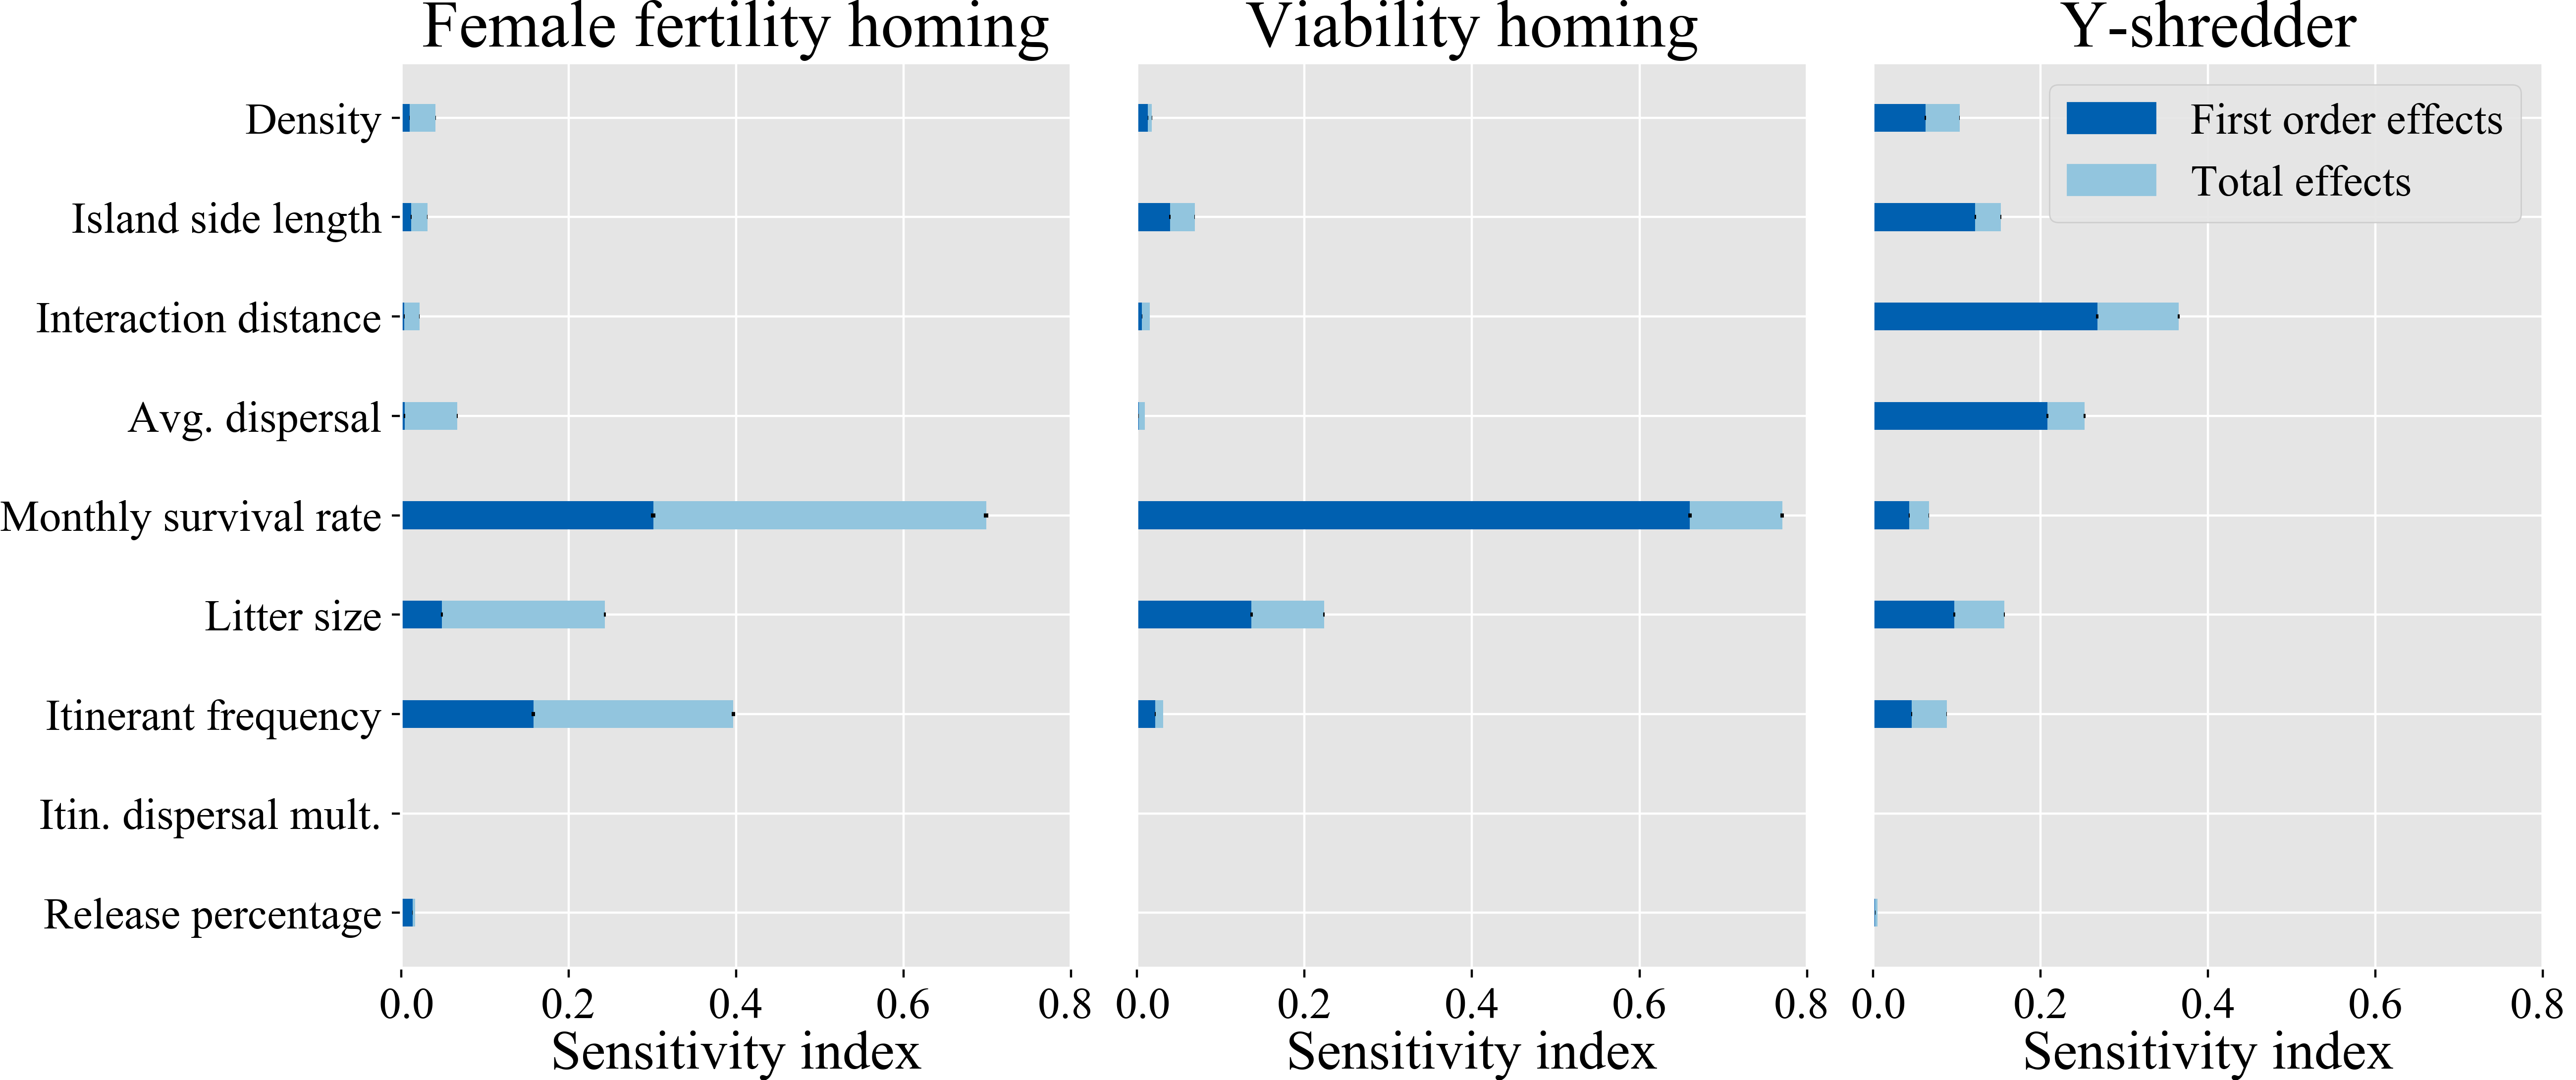 Female fertility homing
Viability homing
Y-shredder
First order effects
Total effects
Density
Island side length
Interaction distance
Avg. dispersal
Monthly survival rate
Litter size
Itinerant frequency
Itin. dispersal mult.
Release percentage
0.0 0.2 0.4 0.6 0.8
0.0 0.2 0.4 0.6 0.8
0.0 0.2 0.4 0.6 0.8
Sensitivity index
Sensitivity index
Sensitivity index